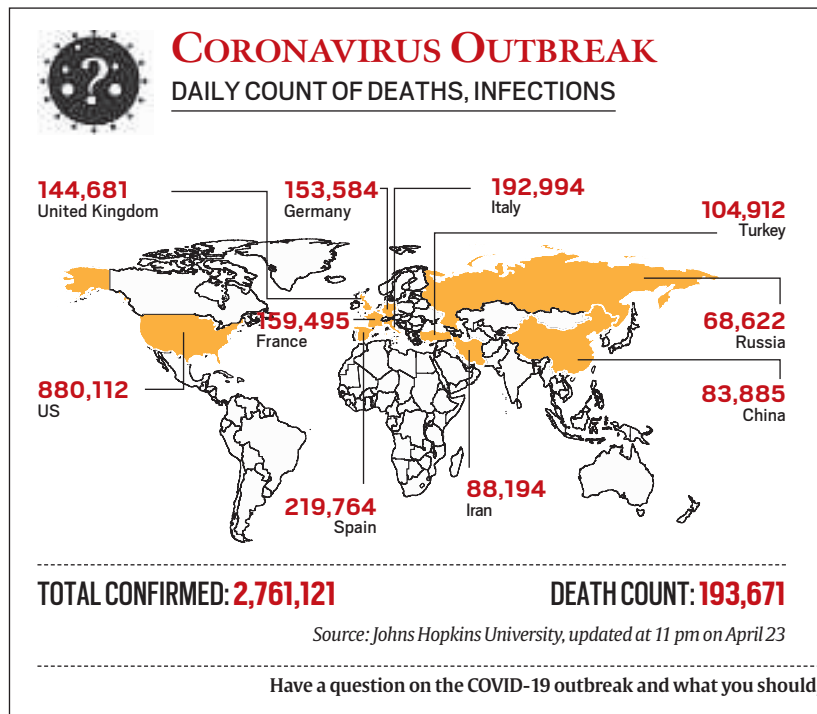 ?
CORONAVIRUS OUTBREAK
DAILY COUNT OF DEATHS, INFECTIONS
144,681
United Kingdom
153,584
Germany
192,994
Italy
104,912
Turkey
159,495
France
68,622
Russia
880,112
US
83,885
China
219,764
Spain
88,194
Iran
TOTAL CONFIRMED: 2,761,121
DEATH COUNT: 193,671
Source: Johns Hopkins University, updated at 11 pm on April 23
Have a question on the COVID-19 outbreak and what you should